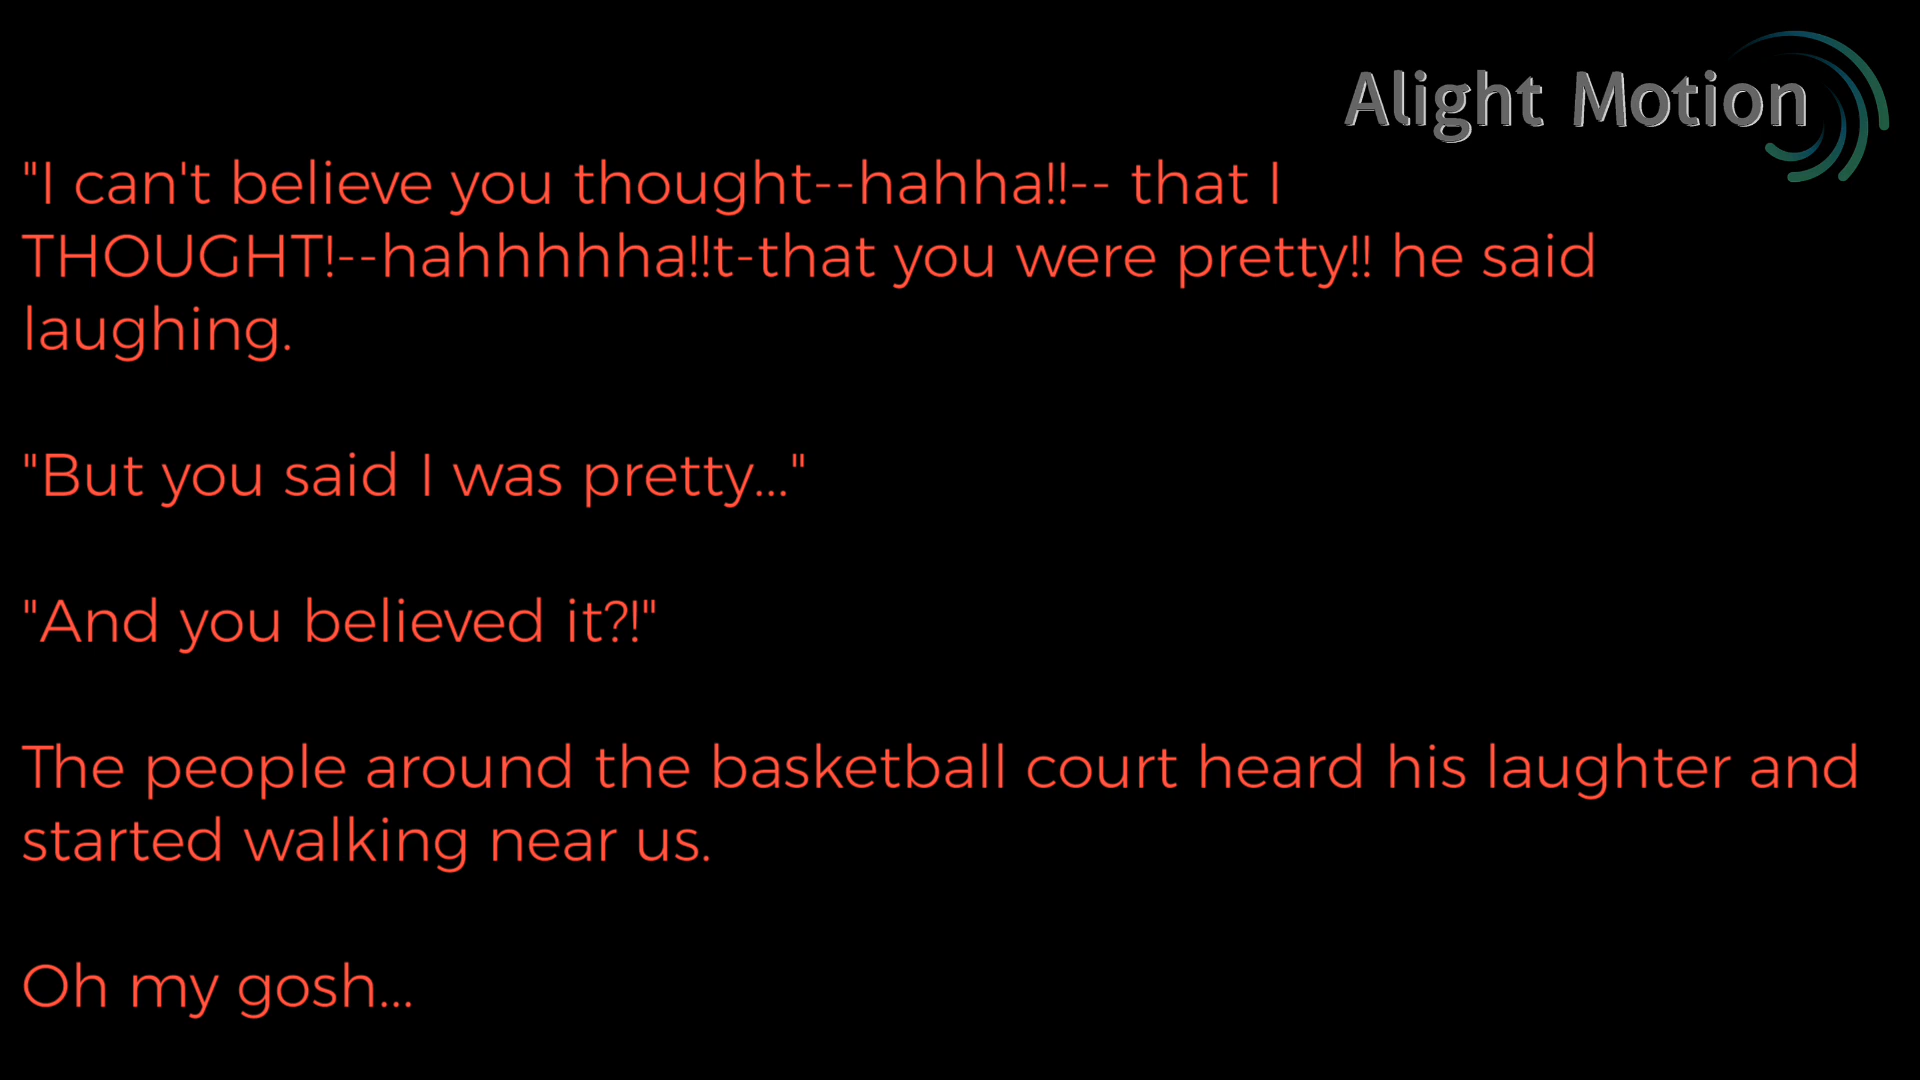 Alight Motion
"I can't believe you thought--hahha!!-- that I
THOUGHT!--hahhhhhha!!t-that you were pretty!! he said
laughing.
"But you said I was pretty..."
"And you believed it?!"
The people around the basketball court heard his laughter and
started walking near us.
Oh my gosh...